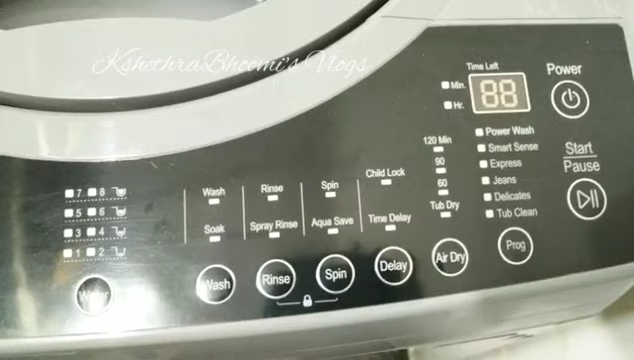 KshethraBhoomi's Vlogs
Time Left
Min.
Hr.
88
Power
Power Wash
Smart Sense
Express
Jeans
Delicates
Tub Clean
Start
Pause
120 Min
90
60
Tub Dry
7 8
5 6
3 4
1 2
Wash
Soak
Rinse
Spray Rinse
Spin
Aqua Save
Child Lock
Time Delay
Water
Wash
Rinse
Spin
Delay
Air Dry
Prog